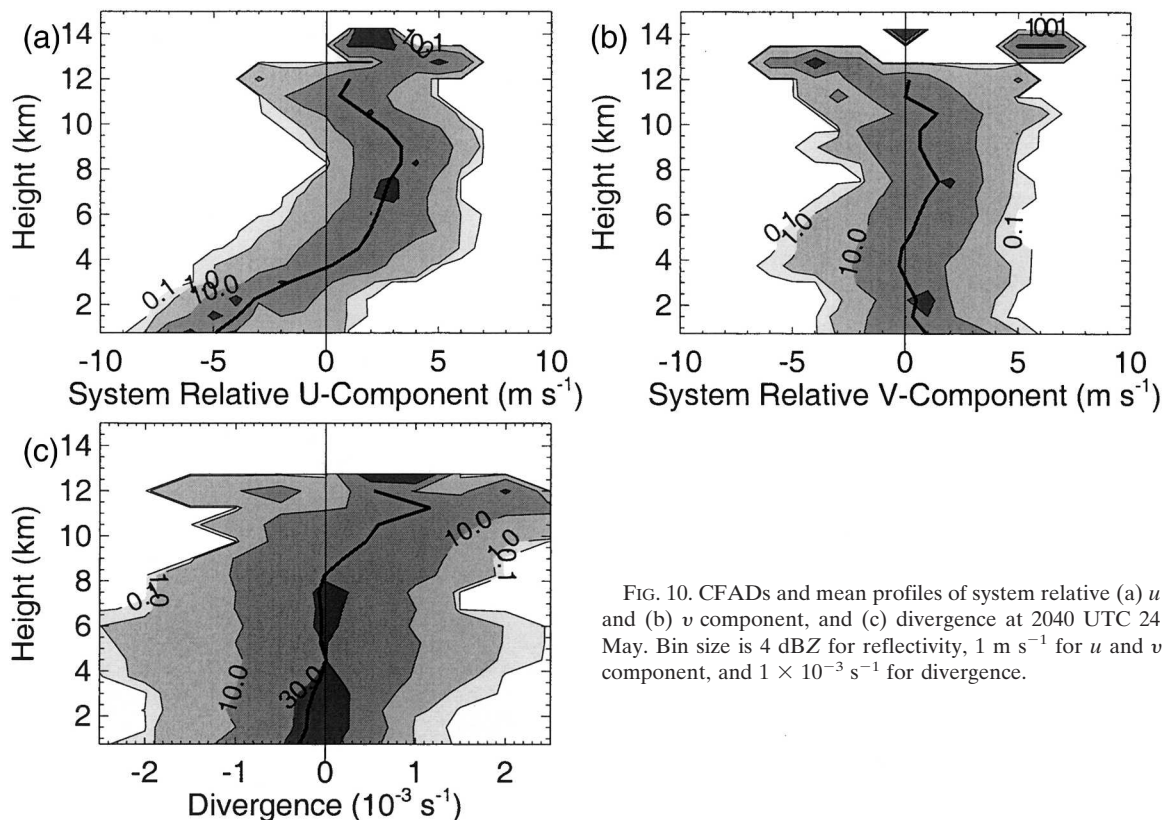 (a)
14
12
10
8
6
4
2
Height (km)
0.1
1.0
10.0
-10 -5 0 5 10
System Relative U-Component (m s⁻¹)
(b)
14
12
10
8
6
4
2
Height (km)
1001
0.1
1.0
10.0
0.1
-10 -5 0 5 10
System Relative V-Component (m s⁻¹)
(c)
14
12
10
8
6
4
2
Height (km)
10.0
1.0
0.1
10.0
30.0
-2 -1 0 1 2
Divergence (10⁻³ s⁻¹)
FIG. 10. CFADs and mean profiles of system relative (a) u
and (b) v component, and (c) divergence at 2040 UTC 24
May. Bin size is 4 dBZ for reflectivity, 1 m s⁻¹ for u and v
component, and 1 × 10⁻³ s⁻¹ for divergence.